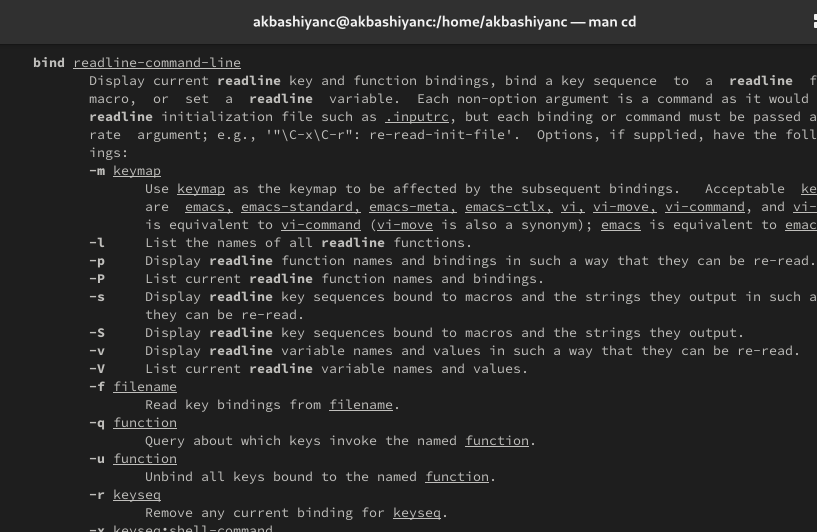 akbashiyanc@akbashiyanc:/home/akbashiyanc — man cd
bind readline-command-line
Display current readline key and function bindings, bind a key sequence to a readline f
macro, or set a readline variable. Each non-option argument is a command as it would
readline initialization file such as .inputrc, but each binding or command must be passed a
rate argument; e.g., '"\C-x\C-r": re-read-init-file'. Options, if supplied, have the foll
ings:
-m keymap
Use keymap as the keymap to be affected by the subsequent bindings. Acceptable ke
are emacs, emacs-standard, emacs-meta, emacs-ctlx, vi, vi-move, vi-command, and vi-
is equivalent to vi-command (vi-move is also a synonym); emacs is equivalent to emac
-l List the names of all readline functions.
-p Display readline function names and bindings in such a way that they can be re-read.
-P List current readline function names and bindings.
-s Display readline key sequences bound to macros and the strings they output in such a
they can be re-read.
-S Display readline key sequences bound to macros and the strings they output.
-v Display readline variable names and values in such a way that they can be re-read.
-V List current readline variable names and values.
-f filename
Read key bindings from filename.
-q function
Query about which keys invoke the named function.
-u function
Unbind all keys bound to the named function.
-r keyseq
Remove any current binding for keyseq.
-x keyseq:shell-command